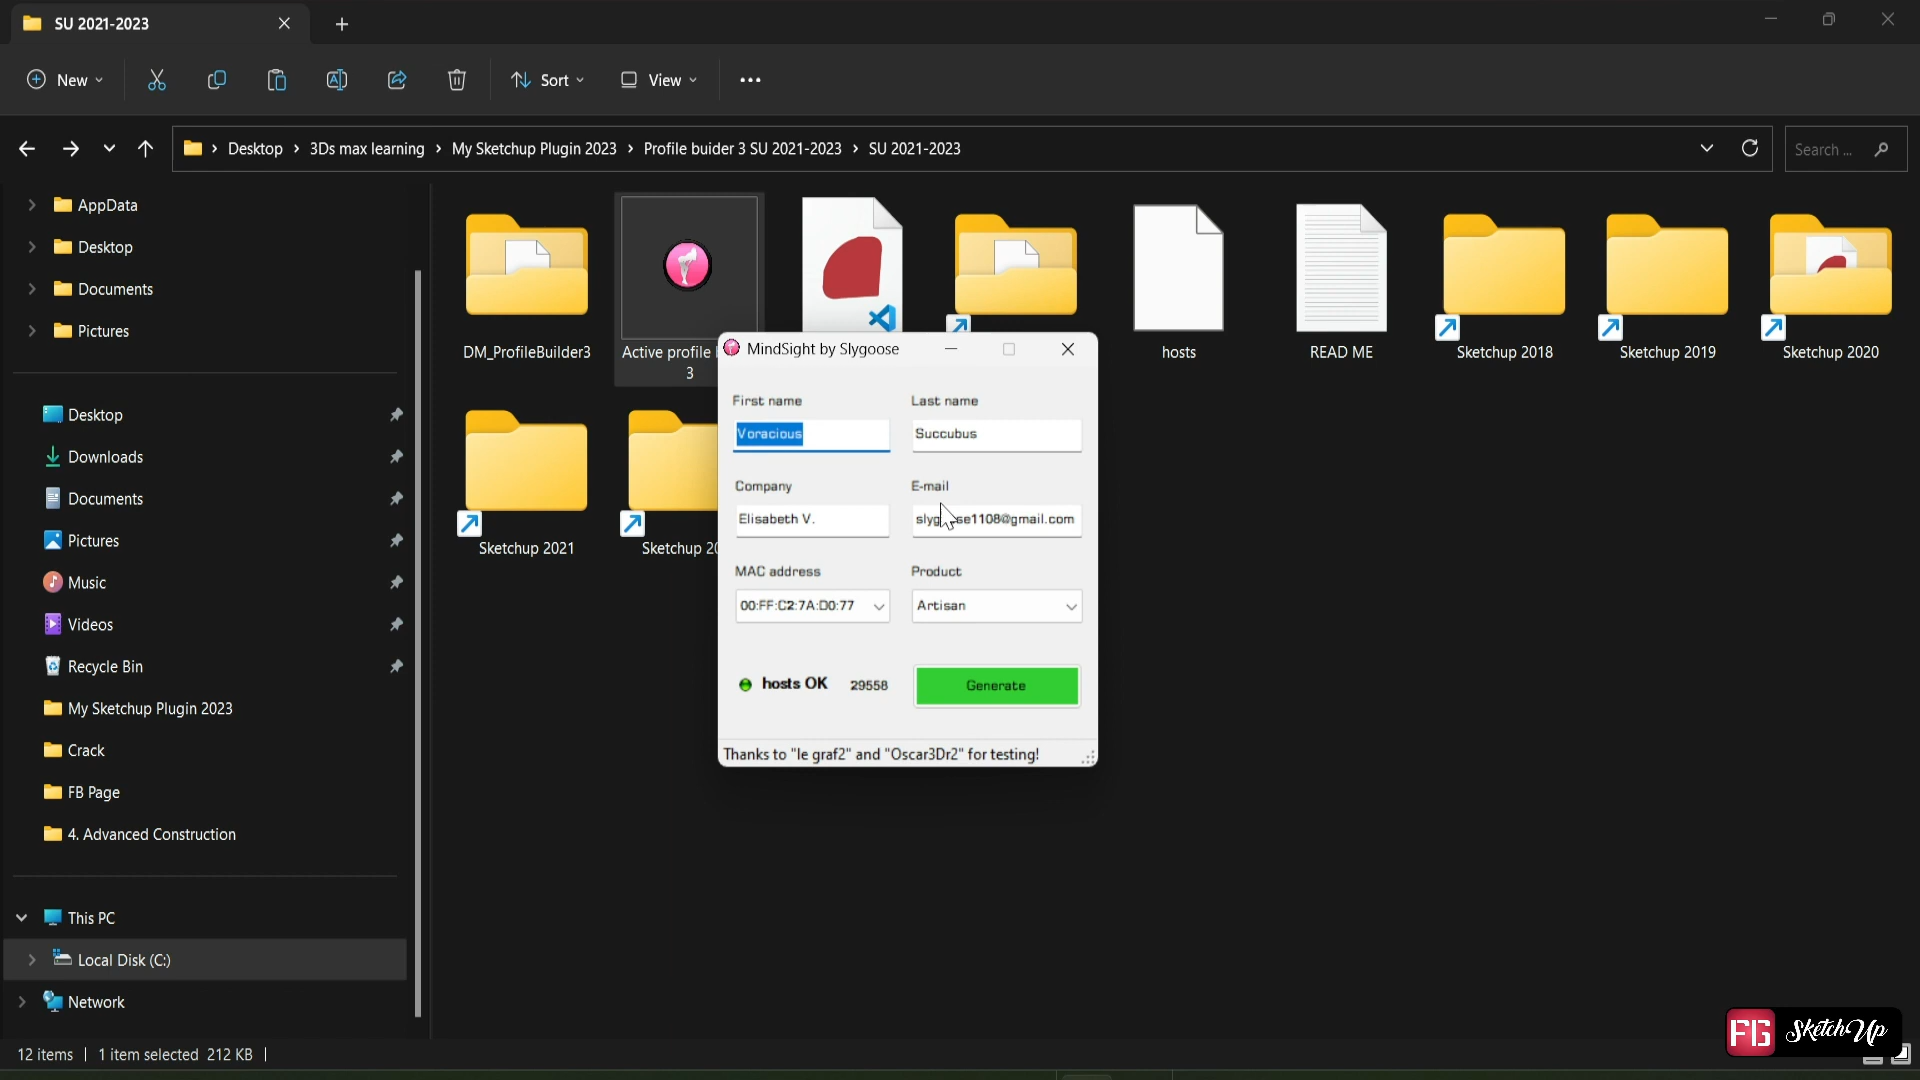 SU 2021-2023
New
Sort
View
Desktop
3Ds max learning
My Sketchup Plugin 2023
Profile buider 3 SU 2021-2023
SU 2021-2023
Search ...
AppData
Desktop
Documents
Pictures
Desktop
Downloads
Documents
Pictures
Music
Videos
Recycle Bin
My Sketchup Plugin 2023
Crack
FB Page
4. Advanced Construction
This PC
Local Disk (C:)
Network
DM_ProfileBuilder3
Active profile
3
hosts
READ ME
Sketchup 2018
Sketchup 2019
Sketchup 2020
Sketchup 2021
Sketchup
MindSight by Slygoose
First name
Last name
Voracious
Succubus
Company
E-mail
Elisabeth V.
MAC address
Product
00:FF:C2:7A:D0:77
Artisan
hosts OK
29558
Generate
Thanks to "le graf2" and "Oscar3Dr2" for testing!
12 items
1 item selected 212 KB
FG SketchUp